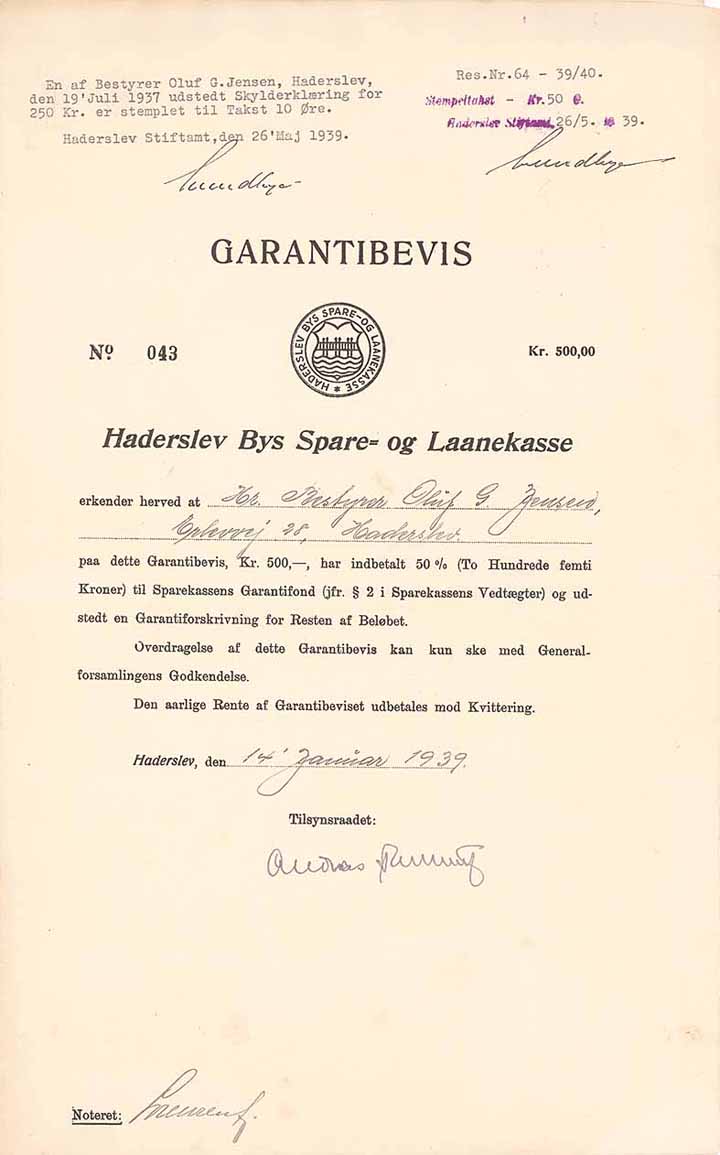 En af Bestyrer Oluf G.Jensen, Haderslev,
den 19'Juli 1937 udstedt Skylderklæring for
250 Kr. er stemplet til Takst 10 Øre.
Haderslev Stiftamt,den 26'Maj 1939.
Lundbye
Res.Nr.64 - 39/40.
Stempeltakst - Kr.50 Ø.
Haderslev Stiftamt, 26/5. 39.
Lundbye
GARANTIBEVIS
HADERSLEV BYS SPARE-OG LAANEKASSE *
Nº 043
Kr. 500,00
Haderslev Bys Spare- og Laanekasse
erkender herved at Hr. Bestyrer Oluf G. Jensen,
28, Haderslev.
paa dette Garantibevis, Kr. 500,—, har indbetalt 50 % (To Hundrede femti
Kroner) til Sparekassens Garantifond (jfr. § 2 i Sparekassens Vedtægter) og ud-
stedt en Garantiforskrivning for Resten af Beløbet.
Overdragelse af dette Garantibevis kan kun ske med General-
forsamlingens Godkendelse.
Den aarlige Rente af Garantibeviset udbetales mod Kvittering.
Haderslev, den 14' Januar 1939.
Tilsynsraadet:
Andreas
Noteret: